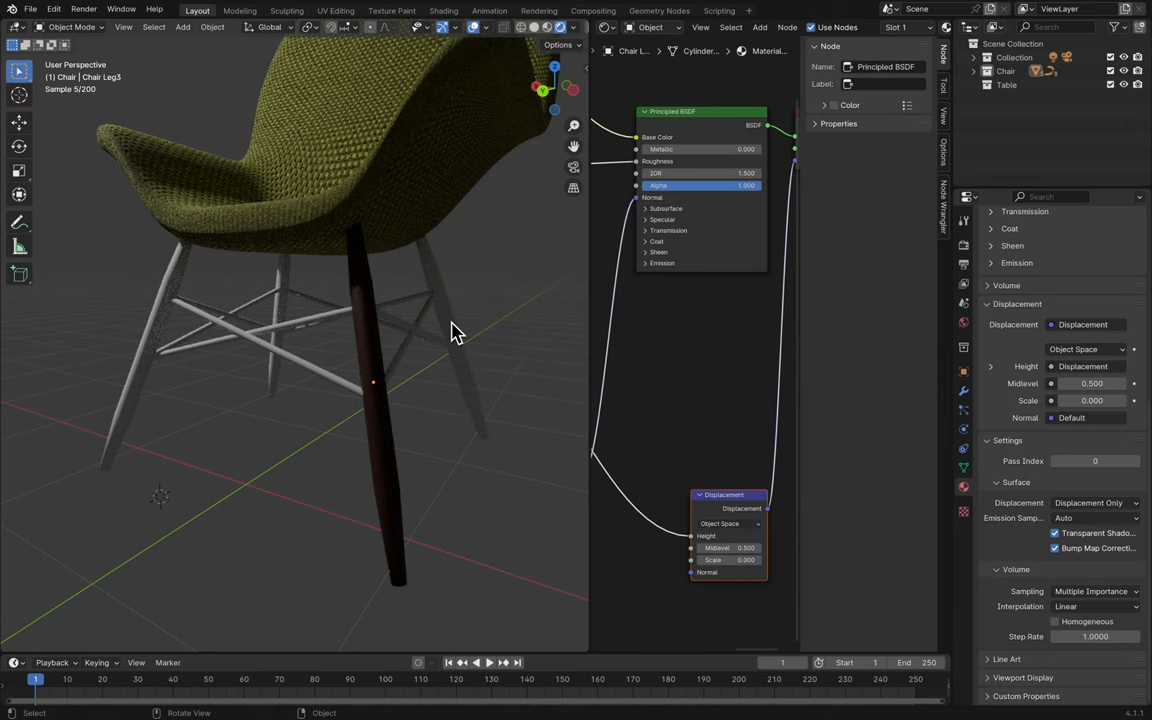 File Edit Render Window Help Layout Modeling Sculpting UV Editing Texture Paint Shading Animation Rendering Compositing Geometry Nodes Scripting Scene ViewLayer
Object Mode View Select Add Object Global Object View Select Add Node Use Nodes Slot 1 Search
Options
User Perspective
(1) Chair | Chair Leg3
Sample 5/200
Z
Y
Chair L... Cylinder... Material...
Principled BSDF
BSDF
Base Color
Metallic 0.000
Roughness
IOR 1.500
Alpha 1.000
Normal
Subsurface
Specular
Transmission
Coat
Sheen
Emission
Displacement
Displacement
Object Space
Height
Midlevel 0.500
Scale 0.000
Normal
Node
Name: Principled BSDF
Label:
Color
Properties
Node
Tool
View
Options
Node Wrangler
Scene Collection
Collection
Chair
Table
Search
Transmission
Coat
Sheen
Emission
Volume
Displacement
Displacement Displacement
Object Space
Height Displacement
Midlevel 0.500
Scale 0.000
Normal Default
Settings
Pass Index 0
Surface
Displacement Displacement Only
Emission Samp... Auto
Transparent Shado...
Bump Map Correcti...
Volume
Sampling Multiple Importance
Interpolation Linear
Homogeneous
Step Rate 1.0000
Line Art
Viewport Display
Custom Properties
Playback Keying View Marker 1 Start 1 End 250
1 10 20 30 40 50 60 70 80 90 100 110 120 130 140 150 160 170 180 190 200 210 220 230 240 250
Select Rotate View Object 4.1.1